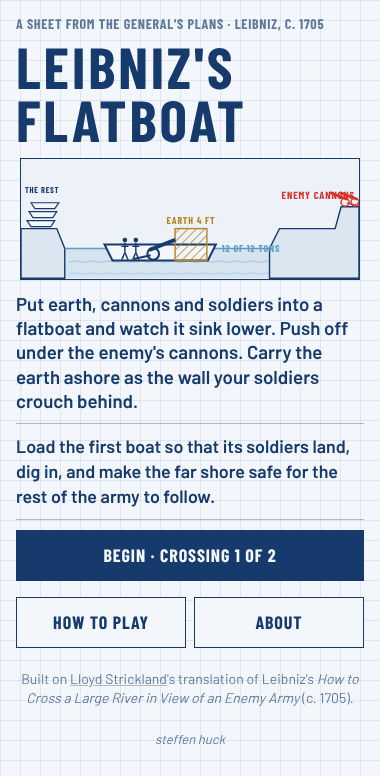 A SHEET FROM THE GENERAL'S PLANS · LEIBNIZ, C. 1705
LEIBNIZ'S
FLATBOAT
THE REST
ENEMY CANNONS
EARTH 4 FT
12 OF 12 TONS
Put earth, cannons and soldiers into a
flatboat and watch it sink lower. Push off
under the enemy's cannons. Carry the
earth ashore as the wall your soldiers
crouch behind.
Load the first boat so that its soldiers land,
dig in, and make the far shore safe for the
rest of the army to follow.
BEGIN · CROSSING 1 OF 2
HOW TO PLAY
ABOUT
Built on Lloyd Strickland's translation of Leibniz's How to
Cross a Large River in View of an Enemy Army (c. 1705).
steffen huck